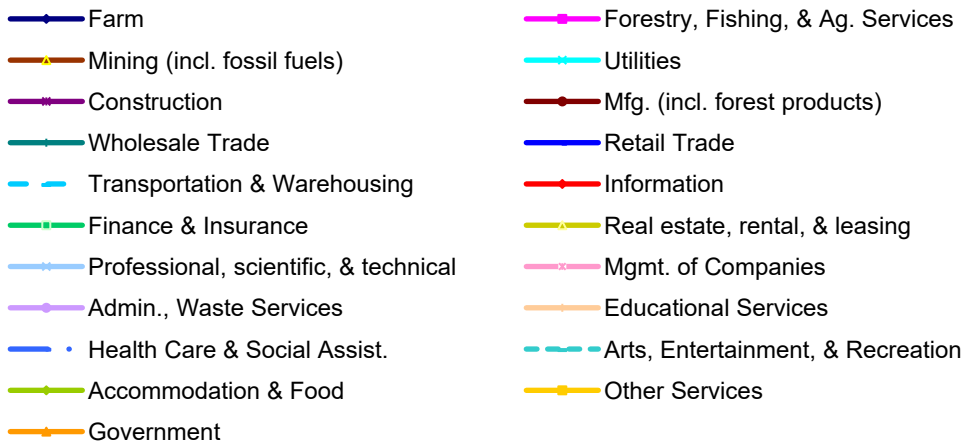 Farm
Forestry, Fishing, & Ag. Services
Mining (incl. fossil fuels)
Utilities
Construction
Mfg. (incl. forest products)
Wholesale Trade
Retail Trade
Transportation & Warehousing
Information
Finance & Insurance
Real estate, rental, & leasing
Professional, scientific, & technical
Mgmt. of Companies
Admin., Waste Services
Educational Services
Health Care & Social Assist.
Arts, Entertainment, & Recreation
Accommodation & Food
Other Services
Government